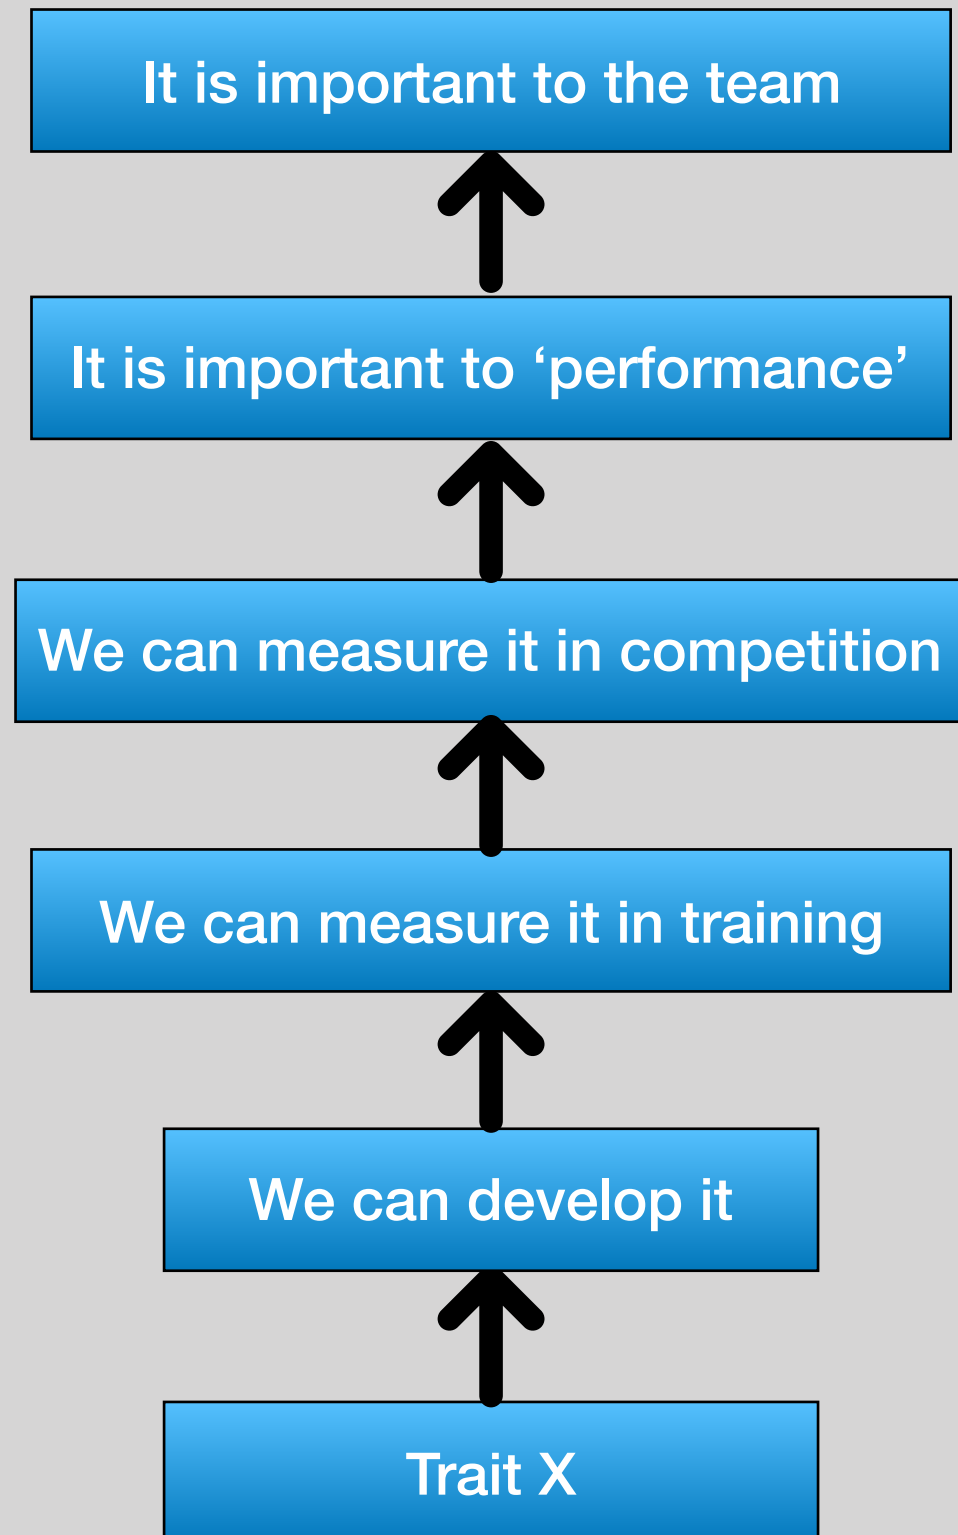 It is important to the team
It is important to ‘performance’
We can measure it in competition
We can measure it in training
We can develop it
Trait X